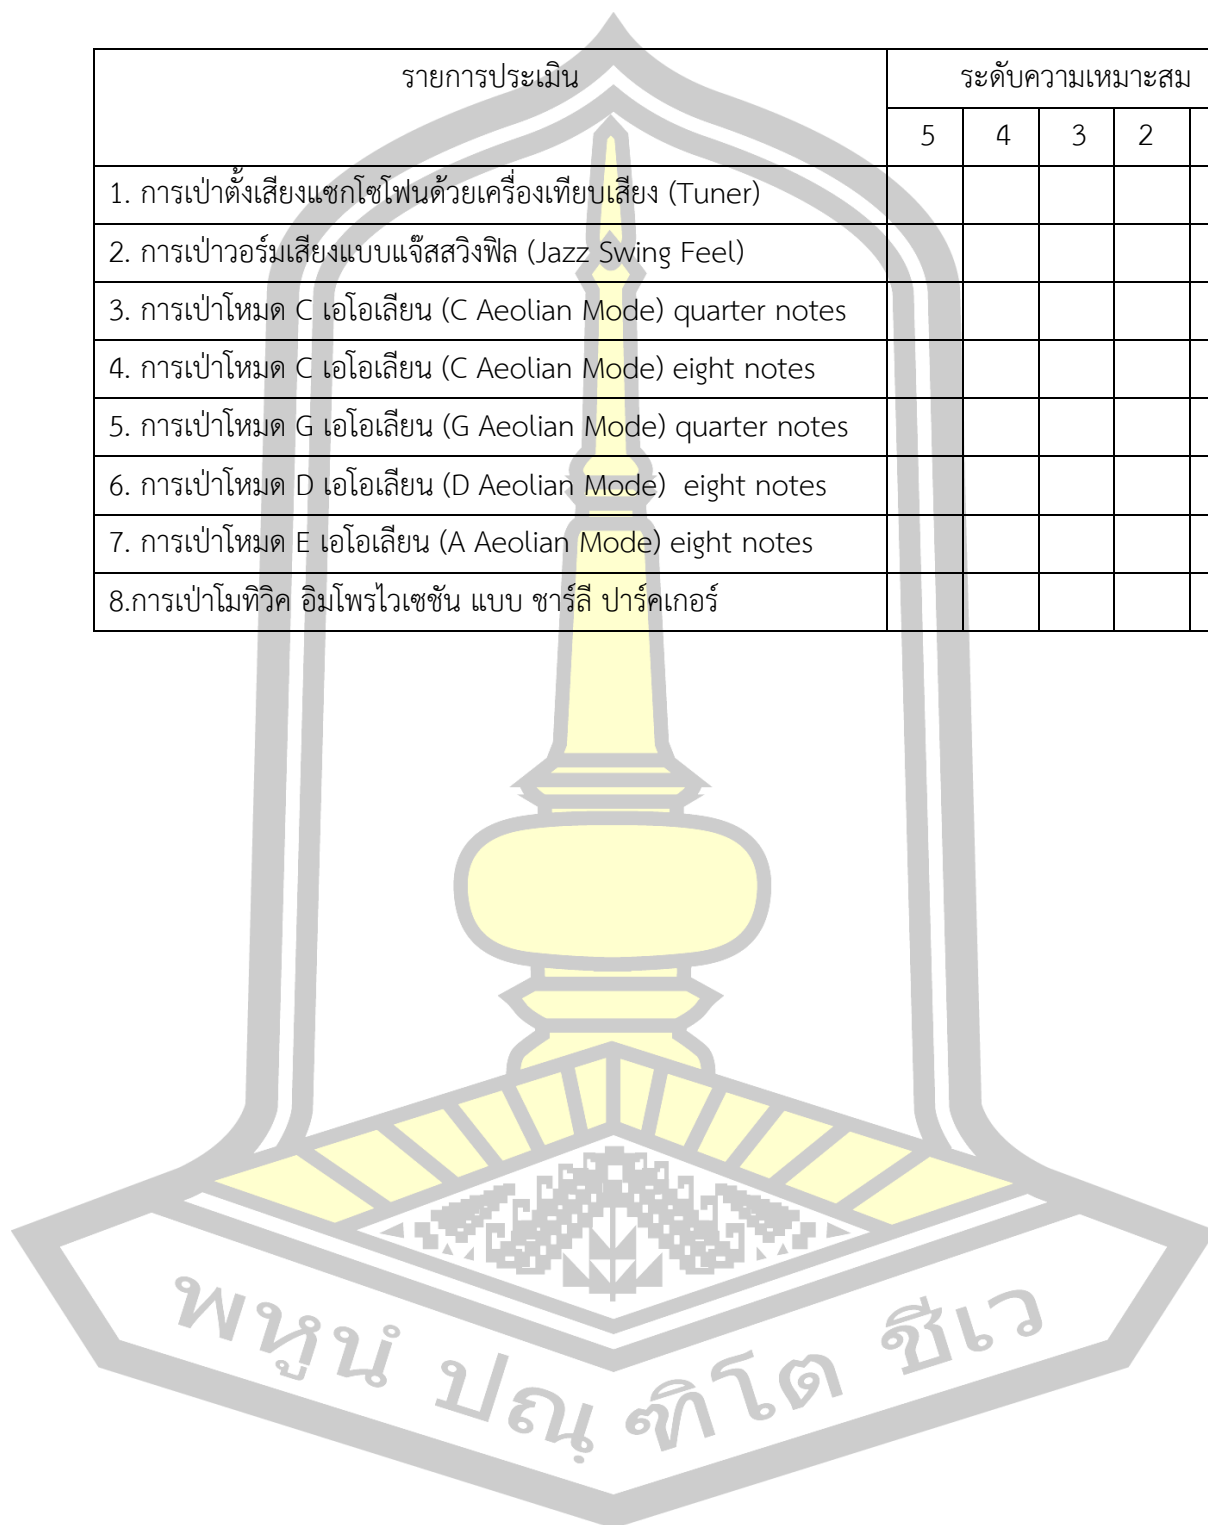 รายการประเมิน ระดับความเหมาะสม
5 4 3 2
1. การเป่าตั้งเสียงแซกโซโฟนด้วยเครื่องเทียบเสียง (Tuner)
2. การเป่าวอร์มเสียงแบบแจ๊สสวิงฟิล (Jazz Swing Feel)
3. การเป่าโหมด C เอโอเลียน (C Aeolian Mode) quarter notes
4. การเป่าโหมด C เอโอเลียน (C Aeolian Mode) eight notes
5. การเป่าโหมด G เอโอเลียน (G Aeolian Mode) quarter notes
6. การเป่าโหมด D เอโอเลียน (D Aeolian Mode) eight notes
7. การเป่าโหมด E เอโอเลียน (A Aeolian Mode) eight notes
8.การเป่าโมทิวิค อิมโพรไวเซชัน แบบ ชาร์ลี ปาร์คเกอร์
พหูนํ ปณฺฑิโต ชีเว